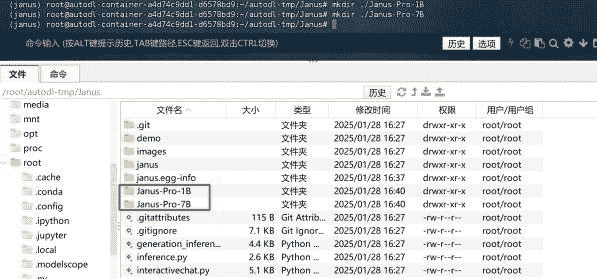 (janus) root@autodl-container-a4d74c9dd1-d6578bd9:~/autodl-tmp/Janus# mkdir ./Janus-Pro-1B
(janus) root@autodl-container-a4d74c9dd1-d6578bd9:~/autodl-tmp/Janus# mkdir ./Janus-Pro-7B
(janus) root@autodl-container-a4d74c9dd1-d6578bd9:~/autodl-tmp/Janus#
命令输入 (按ALT键提示历史,TAB键路径,ESC键返回,双击CTRL切换) 历史 选项
文件 命令
/root/autodl-tmp/Janus 历史
media
mnt
opt
proc
root
.cache
.conda
.config
.ipython
.jupyter
.local
.modelscope
文件名 大小 类型 修改时间 权限 用户/用户组
.git 文件夹 2025/01/28 16:27 drwxr-xr-x root/root
demo 文件夹 2025/01/28 16:27 drwxr-xr-x root/root
images 文件夹 2025/01/28 16:27 drwxr-xr-x root/root
janus 文件夹 2025/01/28 16:27 drwxr-xr-x root/root
janus.egg-info 文件夹 2025/01/28 16:37 drwxr-xr-x root/root
Janus-Pro-1B 文件夹 2025/01/28 16:40 drwxr-xr-x root/root
Janus-Pro-7B 文件夹 2025/01/28 16:40 drwxr-xr-x root/root
.gitattributes 115 B Git Attrib... 2025/01/28 16:27 -rw-r--r-- root/root
.gitignore 7.1 KB Git Ignor... 2025/01/28 16:27 -rw-r--r-- root/root
generation_inferen... 4.4 KB Python ... 2025/01/28 16:27 -rw-r--r-- root/root
inference.py 2.6 KB Python ... 2025/01/28 16:27 -rw-r--r-- root/root
interactivechat.py 5.1 KB Python ... 2025/01/28 16:27 -rw-r--r-- root/root